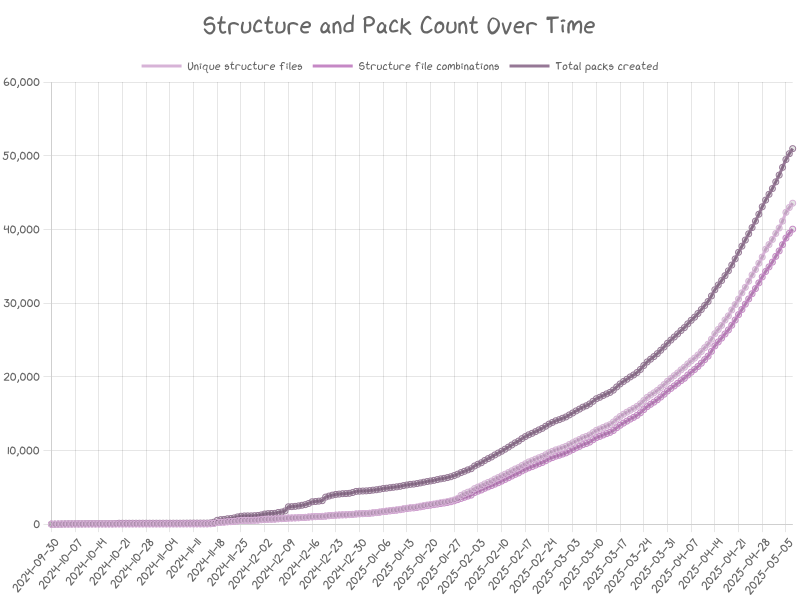 Structure and Pack Count Over Time
Unique structure files Structure file combinations Total packs created
60,000
50,000
40,000
30,000
20,000
10,000
0
2024-09-30 2024-10-07 2024-10-14 2024-10-21 2024-10-28 2024-11-04 2024-11-11 2024-11-18 2024-11-25 2024-12-02 2024-12-09 2024-12-16 2024-12-23 2024-12-30 2025-01-06 2025-01-13 2025-01-20 2025-01-27 2025-02-03 2025-02-10 2025-02-17 2025-02-24 2025-03-03 2025-03-10 2025-03-17 2025-03-24 2025-03-31 2025-04-07 2025-04-14 2025-04-21 2025-04-28 2025-05-05